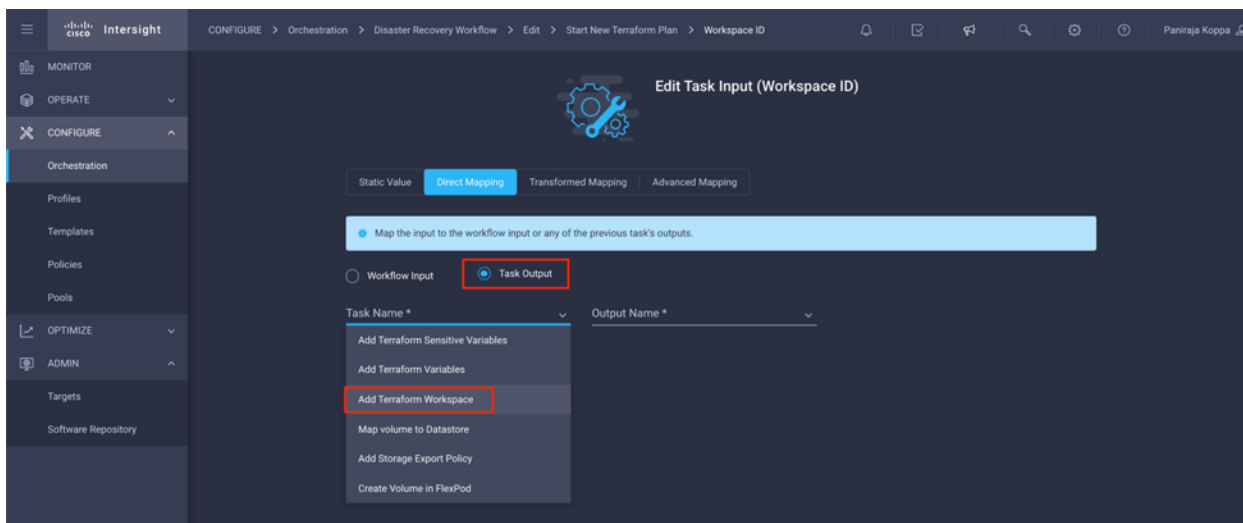 cisco Intersight
CONFIGURE > Orchestration > Disaster Recovery Workflow > Edit > Start New Terraform Plan > Workspace ID
Paniraja Koppa
MONITOR
OPERATE
CONFIGURE
Orchestration
Profiles
Templates
Policies
Pools
OPTIMIZE
ADMIN
Targets
Software Repository
Edit Task Input (Workspace ID)
Static Value Direct Mapping Transformed Mapping Advanced Mapping
Map the input to the workflow input or any of the previous task's outputs.
Workflow Input Task Output
Task Name * Output Name *
Add Terraform Sensitive Variables
Add Terraform Variables
Add Terraform Workspace
Map volume to Datastore
Add Storage Export Policy
Create Volume in FlexPod